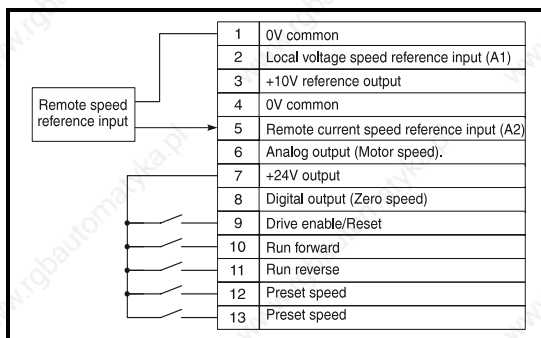 1 0V common
2 Local voltage speed reference input (A1)
3 +10V reference output
4 0V common
Remote speed
reference input
5 Remote current speed reference input (A2)
6 Analog output (Motor speed).
7 +24V output
8 Digital output (Zero speed)
9 Drive enable/Reset
10 Run forward
11 Run reverse
12 Preset speed
13 Preset speed
www.rgbautomatyka.pl